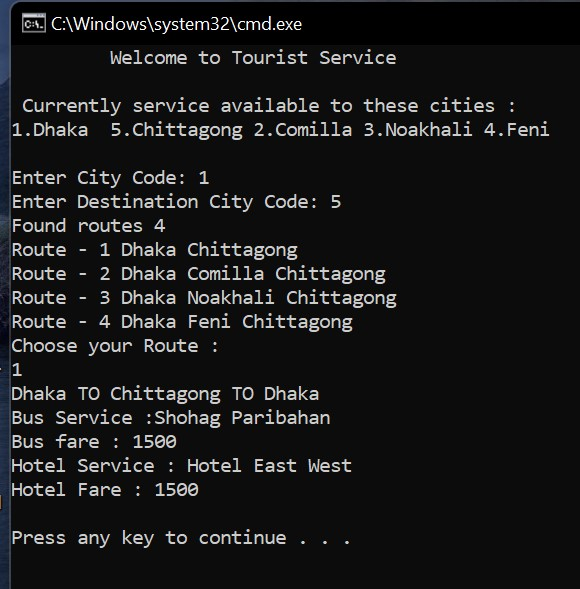 C:\Windows\system32\cmd.exe
Welcome to Tourist Service
Currently service available to these cities :
1.Dhaka  5.Chittagong 2.Comilla 3.Noakhali 4.Feni
Enter City Code: 1
Enter Destination City Code: 5
Found routes 4
Route - 1 Dhaka Chittagong
Route - 2 Dhaka Comilla Chittagong
Route - 3 Dhaka Noakhali Chittagong
Route - 4 Dhaka Feni Chittagong
Choose your Route :
1
Dhaka TO Chittagong TO Dhaka
Bus Service :Shohag Paribahan
Bus fare : 1500
Hotel Service : Hotel East West
Hotel Fare : 1500
Press any key to continue . . .